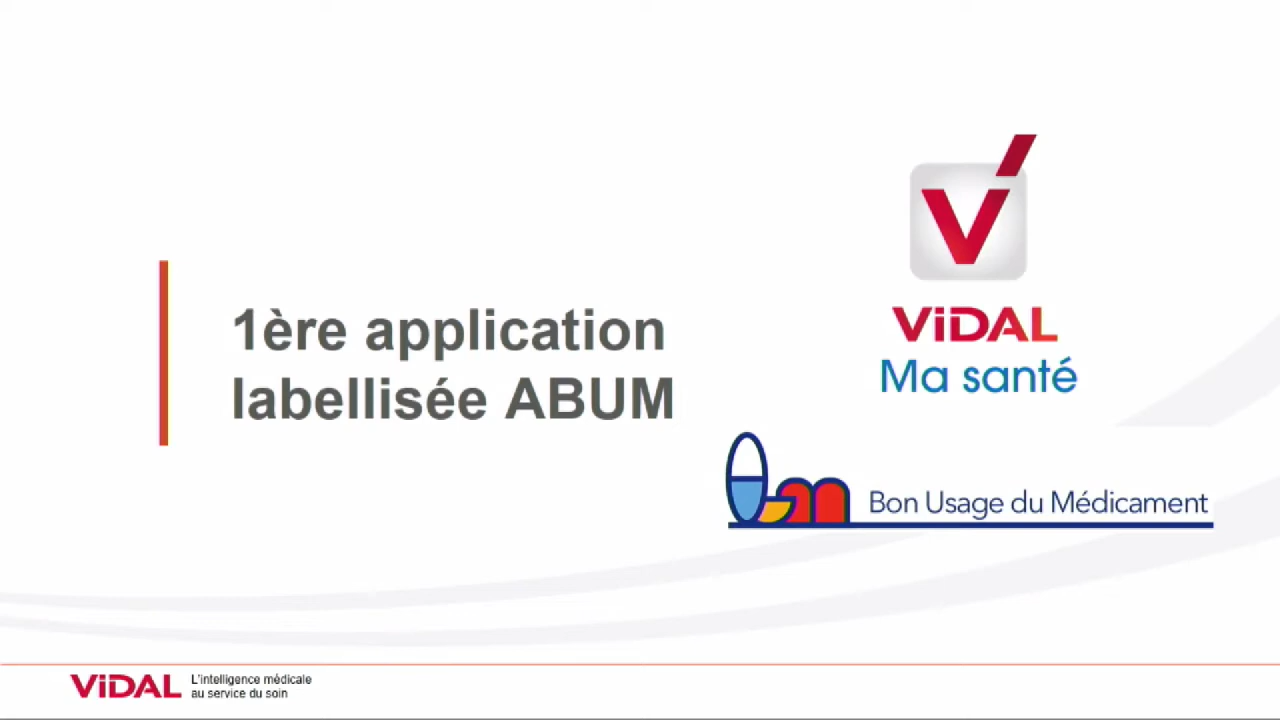 1ère application
labellisée ABUM
V
ViDAL
Ma santé
Bon Usage du Médicament
ViDAL
L'intelligence médicale
au service du soin